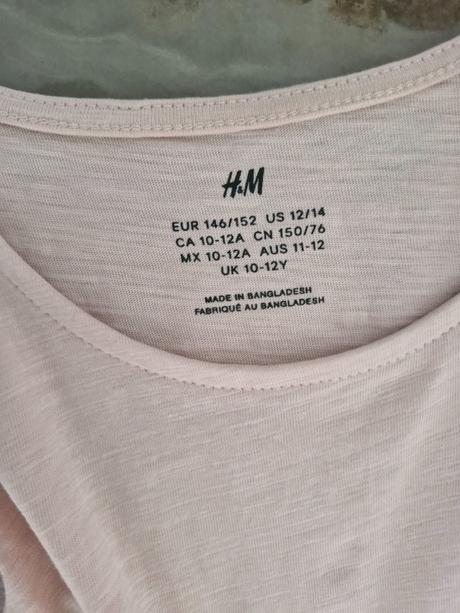 H&M
EUR 146/152 US 12/14
CA 10-12A CN 150/76
MX 10-12A AUS 11-12
UK 10-12Y
MADE IN BANGLADESH
FABRIQUÉ AU BANGLADESH